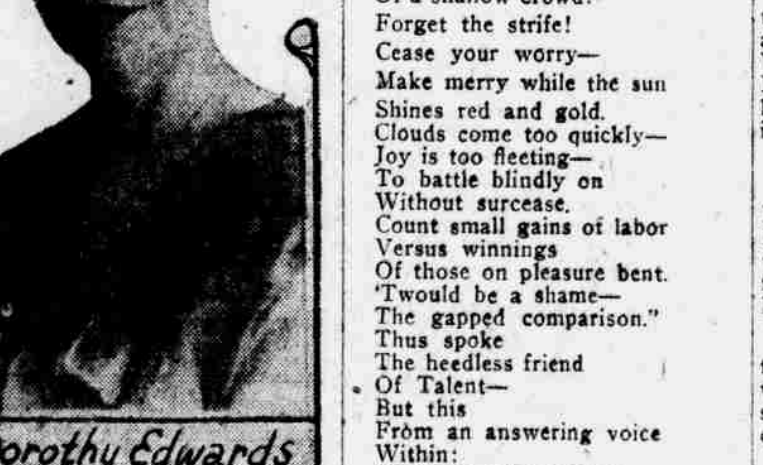 Of a shallow crowd!
Forget the strife!
Cease your worry—
Make merry while the sun
Shines red and gold.
Clouds come too quickly—
Joy is too fleeting—
To battle blindly on
Without surcease.
Count small gains of labor
Versus winnings
Of those on pleasure bent.
'Twould be a shame—
The gapped comparison."
Thus spoke
The heedless friend
Of Talent—
But this
From an answering voice
Within:
orothy Edwards